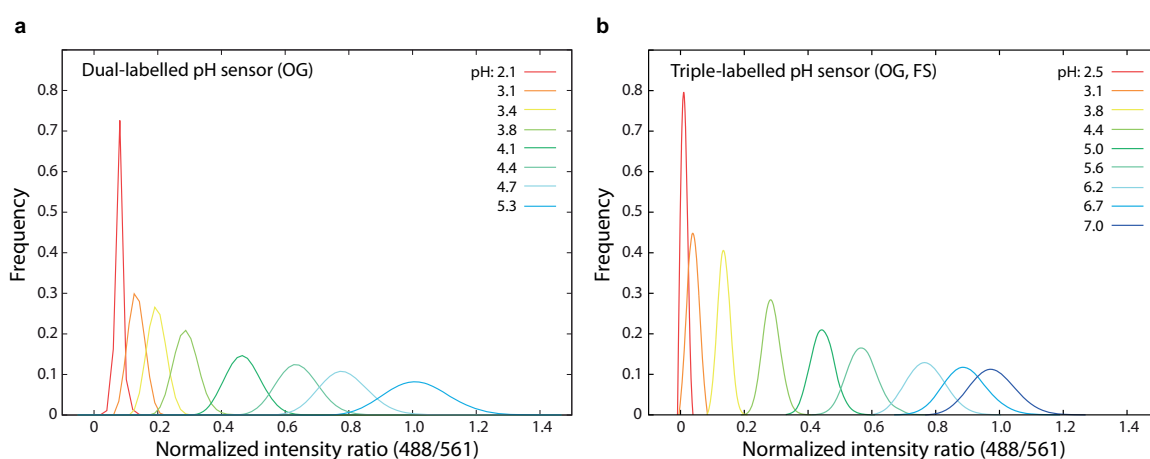 a
Dual-labelled pH sensor (OG)
pH: 2.1
3.1
3.4
3.8
4.1
4.4
4.7
5.3
0.8
0.7
0.6
0.5
0.4
0.3
0.2
0.1
0
Frequency
0 0.2 0.4 0.6 0.8 1.0 1.2 1.4
Normalized intensity ratio (488/561)
b
Triple-labelled pH sensor (OG, FS)
pH: 2.5
3.1
3.8
4.4
5.0
5.6
6.2
6.7
7.0
0.8
0.7
0.6
0.5
0.4
0.3
0.2
0.1
0
Frequency
0 0.2 0.4 0.6 0.8 1.0 1.2 1.4
Normalized intensity ratio (488/561)